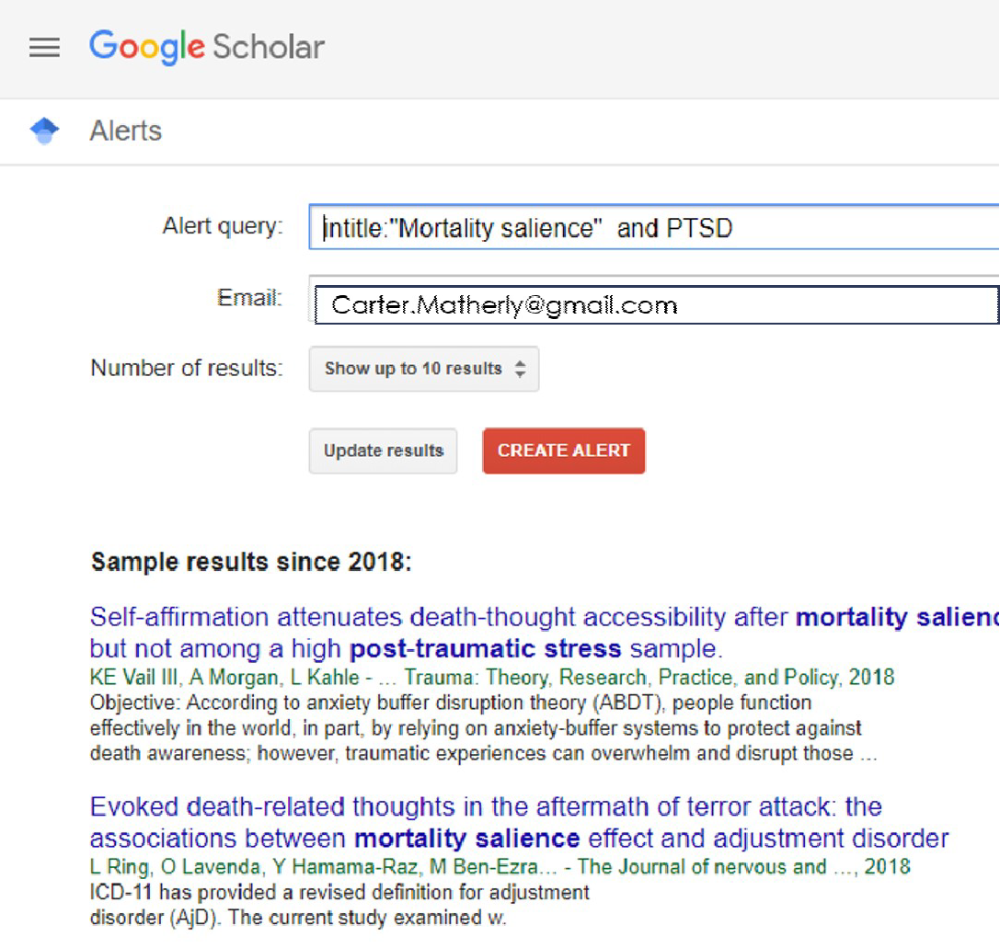 Google Scholar
Alerts
Alert query: intitle:"Mortality salience"  and PTSD
Email: Carter.Matherly@gmail.com
Number of results: Show up to 10 results
Update results CREATE ALERT
Sample results since 2018:
Self-affirmation attenuates death-thought accessibility after mortality salienc
but not among a high post-traumatic stress sample.
KE Vail III, A Morgan, L Kahle - … Trauma: Theory, Research, Practice, and Policy, 2018
Objective: According to anxiety buffer disruption theory (ABDT), people function
effectively in the world, in part, by relying on anxiety-buffer systems to protect against
death awareness; however, traumatic experiences can overwhelm and disrupt those …
Evoked death-related thoughts in the aftermath of terror attack: the
associations between mortality salience effect and adjustment disorder
L Ring, O Lavenda, Y Hamama-Raz, M Ben-Ezra… - The Journal of nervous and …, 2018
ICD-11 has provided a revised definition for adjustment
disorder (AjD). The current study examined w.